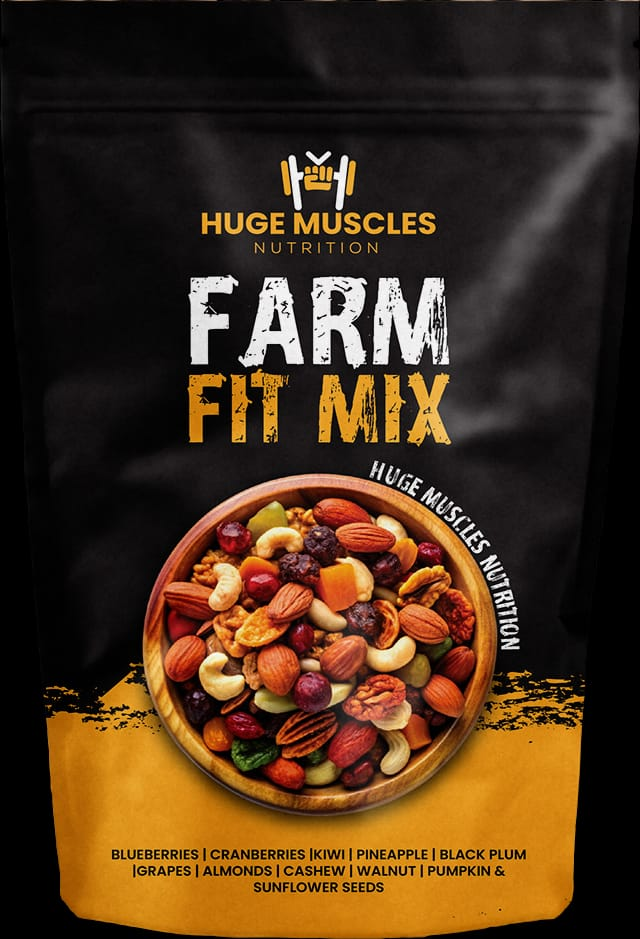 HUGE MUSCLES
NUTRITION
FARM
FIT MIX
HUGE MUSCLES NUTRITION
BLUEBERRIES | CRANBERRIES |KIWI | PINEAPPLE | BLACK PLUM
|GRAPES | ALMONDS | CASHEW | WALNUT | PUMPKIN &
SUNFLOWER SEEDS